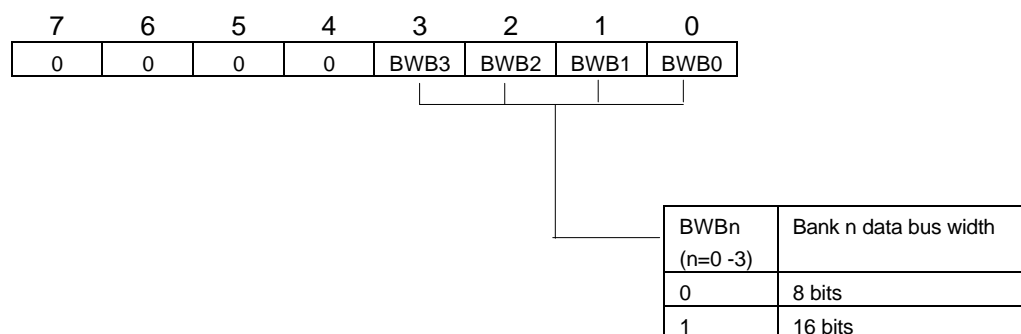 7 6 5 4 3 2 1 0
0 0 0 0 BWB3 BWB2 BWB1 BWB0
BWBn Bank n data bus width
(n=0 -3)
0 8 bits
1 16 bits